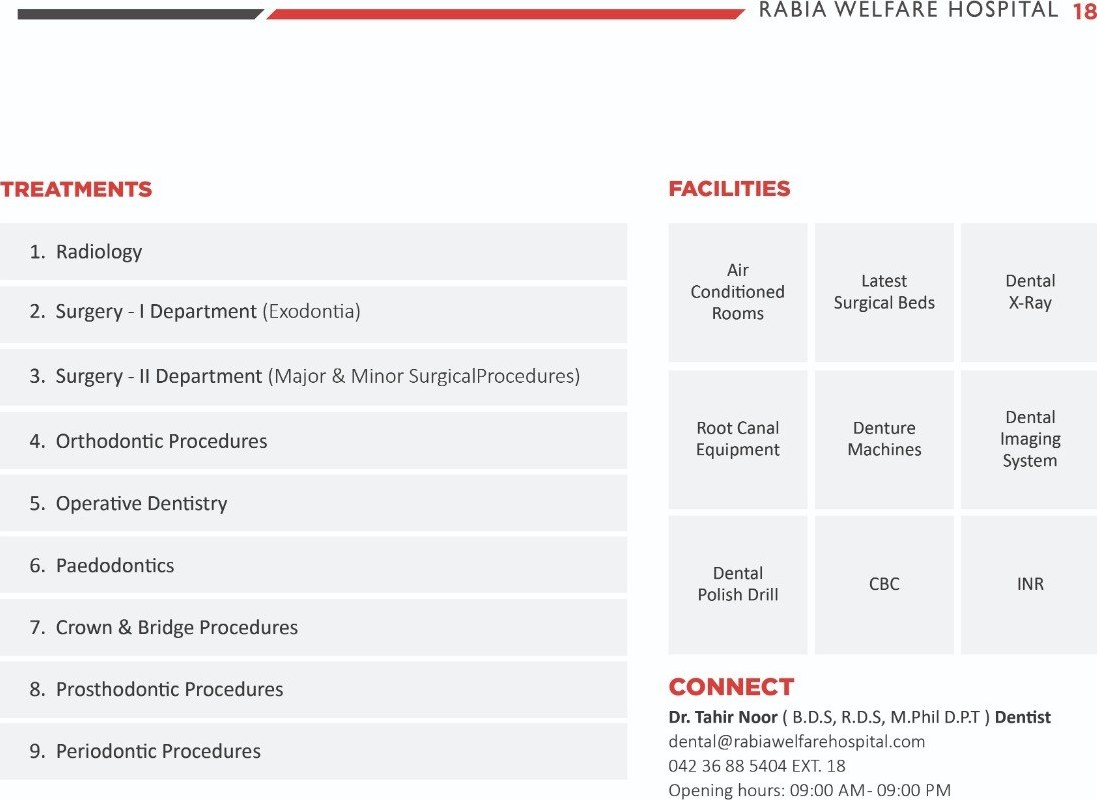 RABIA WELFARE HOSPITAL 18
TREATMENTS
1. Radiology
2. Surgery - I Department (Exodontia)
3. Surgery - II Department (Major & Minor SurgicalProcedures)
4. Orthodontic Procedures
5. Operative Dentistry
6. Paedodontics
7. Crown & Bridge Procedures
8. Prosthodontic Procedures
9. Periodontic Procedures
FACILITIES
Air
Conditioned
Rooms
Latest
Surgical Beds
Dental
X-Ray
Root Canal
Equipment
Denture
Machines
Dental
Imaging
System
Dental
Polish Drill
CBC
INR
CONNECT
Dr. Tahir Noor ( B.D.S, R.D.S, M.Phil D.P.T ) Dentist
dental@rabiawelfarehospital.com
042 36 88 5404 EXT. 18
Opening hours: 09:00 AM - 09:00 PM